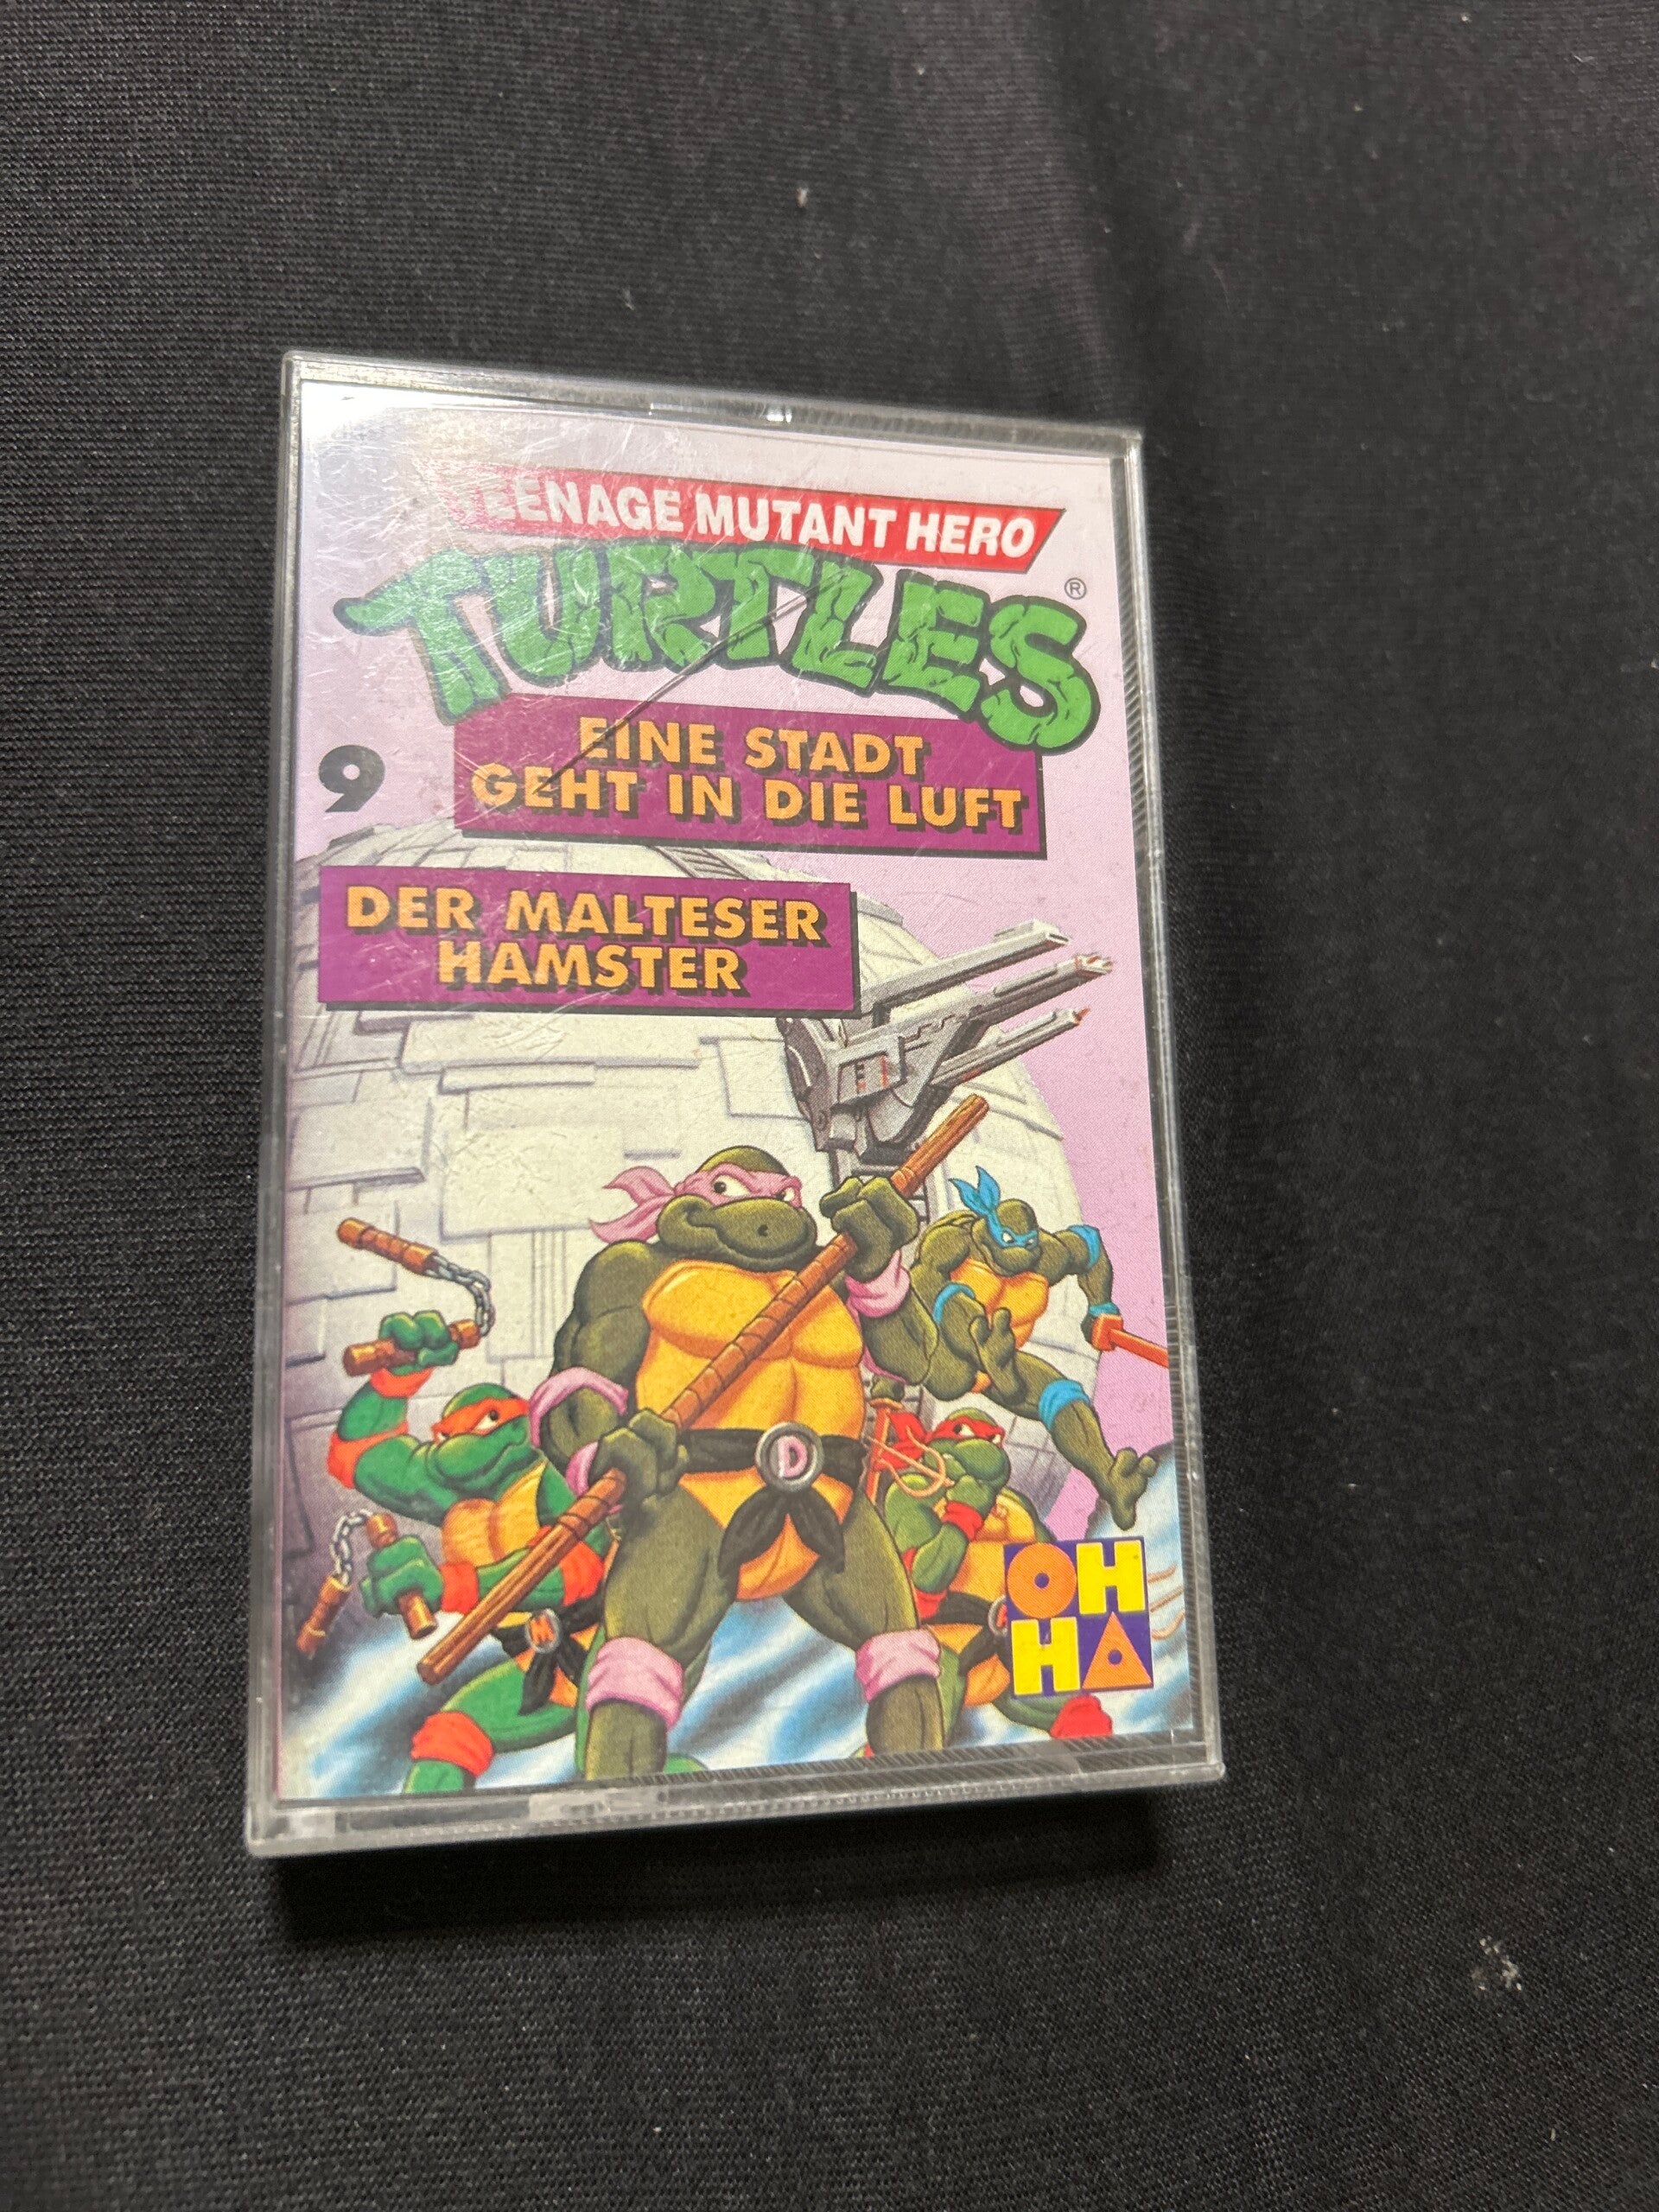 TEENAGE MUTANT HERO
TURTLES
®
EINE STADT
GEHT IN DIE LUFT
9
DER MALTESER
HAMSTER
D
M
OH
HA